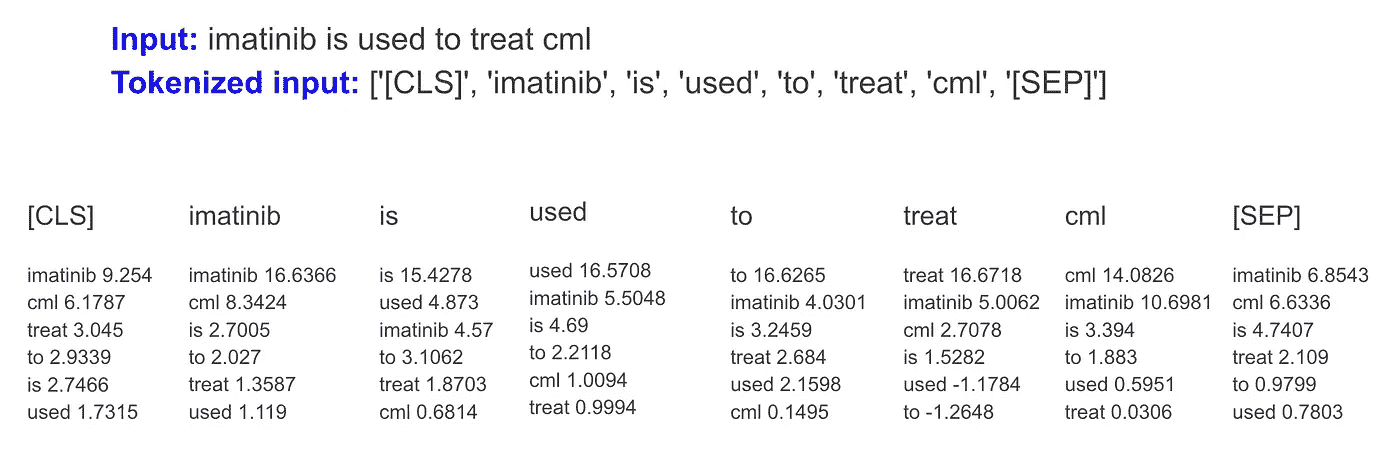 Input: imatinib is used to treat cml
Tokenized input: ['[CLS]', 'imatinib', 'is', 'used', 'to', 'treat', 'cml', '[SEP]']
[CLS]
imatinib 9.254
cml 6.1787
treat 3.045
to 2.9339
is 2.7466
used 1.7315
imatinib
imatinib 16.6366
cml 8.3424
is 2.7005
to 2.027
treat 1.3587
used 1.119
is
is 15.4278
used 4.873
imatinib 4.57
to 3.1062
treat 1.8703
cml 0.6814
used
used 16.5708
imatinib 5.5048
is 4.69
to 2.2118
cml 1.0094
treat 0.9994
to
to 16.6265
imatinib 4.0301
is 3.2459
treat 2.684
used 2.1598
cml 0.1495
treat
treat 16.6718
imatinib 5.0062
cml 2.7078
is 1.5282
used -1.1784
to -1.2648
cml
cml 14.0826
imatinib 10.6981
is 3.394
to 1.883
used 0.5951
treat 0.0306
[SEP]
imatinib 6.8543
cml 6.6336
is 4.7407
treat 2.109
to 0.9799
used 0.7803